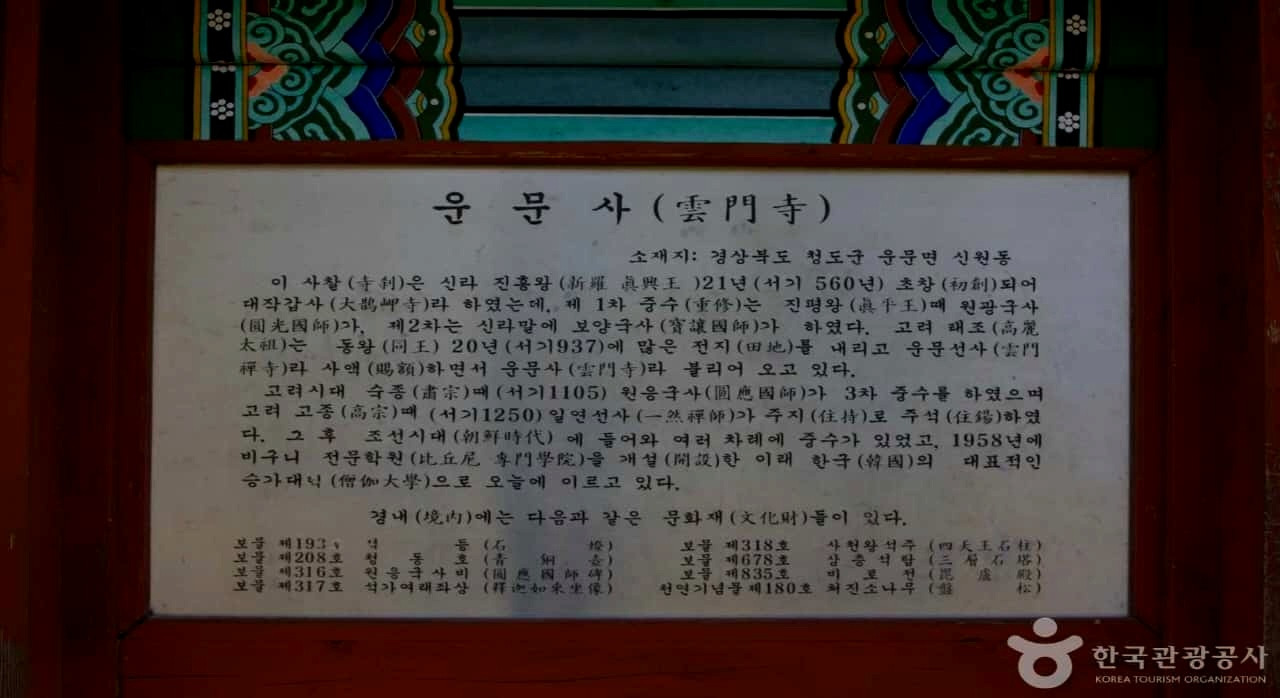 운 문 사 (雲門寺)
소재지: 경상북도 청도군 운문면 신원동
이 사찰(寺刹)은 신라 진흥왕(新羅 眞興王 )21년(서기 560년) 초창(初創)되어
대작갑사(大鵲岬寺)라 하였는데, 제 1차 중수(重修)는 진평왕(眞平王)때 원광국사
(圓光國師)가, 제2차는 신라말에 보양국사(寶讓國師)가 하였다. 고려 태조(高麗
太祖)는 동왕(同王) 20년(서기937)에 많은 전지(田地)를 내리고 운문선사(雲門
禪寺)라 사액(賜額)하면서 운문사(雲門寺)라 불리어 오고 있다.
고려시대 숙종(肅宗)때(서기1105) 원응국사(圓應國師)가 3차 중수를 하였으며
고려 고종(高宗)때 (서기1250)일연선사(一然禪師)가 주지(住持)로 주석(住錫)하였
다. 그 후 조선시대(朝鮮時代) 에 들어와 여러 차례에 중수가 있었고, 1958년에
비구니 전문학원(比丘尼 專門學院)을 개설(開設)한 이래 한국(韓國)의 대표적인
승가대학(僧伽大學)으로 오늘에 이르고 있다.
경내(境內)에는 다음과 같은 문화재(文化財)들이 있다.
보물 제193 석 등 (石 燈)
보물 제208호 청 동 호 (靑 銅 壺)
보물 제316호 원응국사비 (圓應國師碑)
보물 제317호 석가여래좌상 (釋迦如來坐像)
보물 제318호 사천왕석주 (四天王石柱)
보물 제678호 삼층석탑 (三層石塔)
보물 제835호 비로전 (毘盧殿)
천연기념물제180호 처진소나무 (盤 松)
한국관광공사
KOREA TOURISM ORGANIZATION